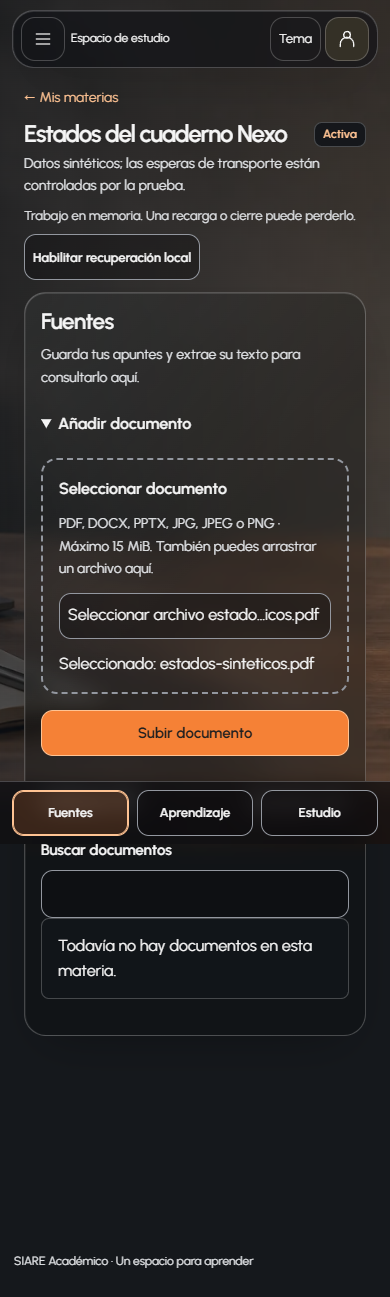 Espacio de estudio
Tema
← Mis materias
Estados del cuaderno Nexo
Activa
Datos sintéticos; las esperas de transporte están
controladas por la prueba.
Trabajo en memoria. Una recarga o cierre puede perderlo.
Habilitar recuperación local
Fuentes
Guarda tus apuntes y extrae su texto para
consultarlo aquí.
▼ Añadir documento
Seleccionar documento
PDF, DOCX, PPTX, JPG, JPEG o PNG ·
Máximo 15 MiB. También puedes arrastrar
un archivo aquí.
Seleccionar archivo estado...icos.pdf
Seleccionado: estados-sinteticos.pdf
Subir documento
Fuentes
Aprendizaje
Estudio
Buscar documentos
Todavía no hay documentos en esta
materia.
SIARE Académico · Un espacio para aprender